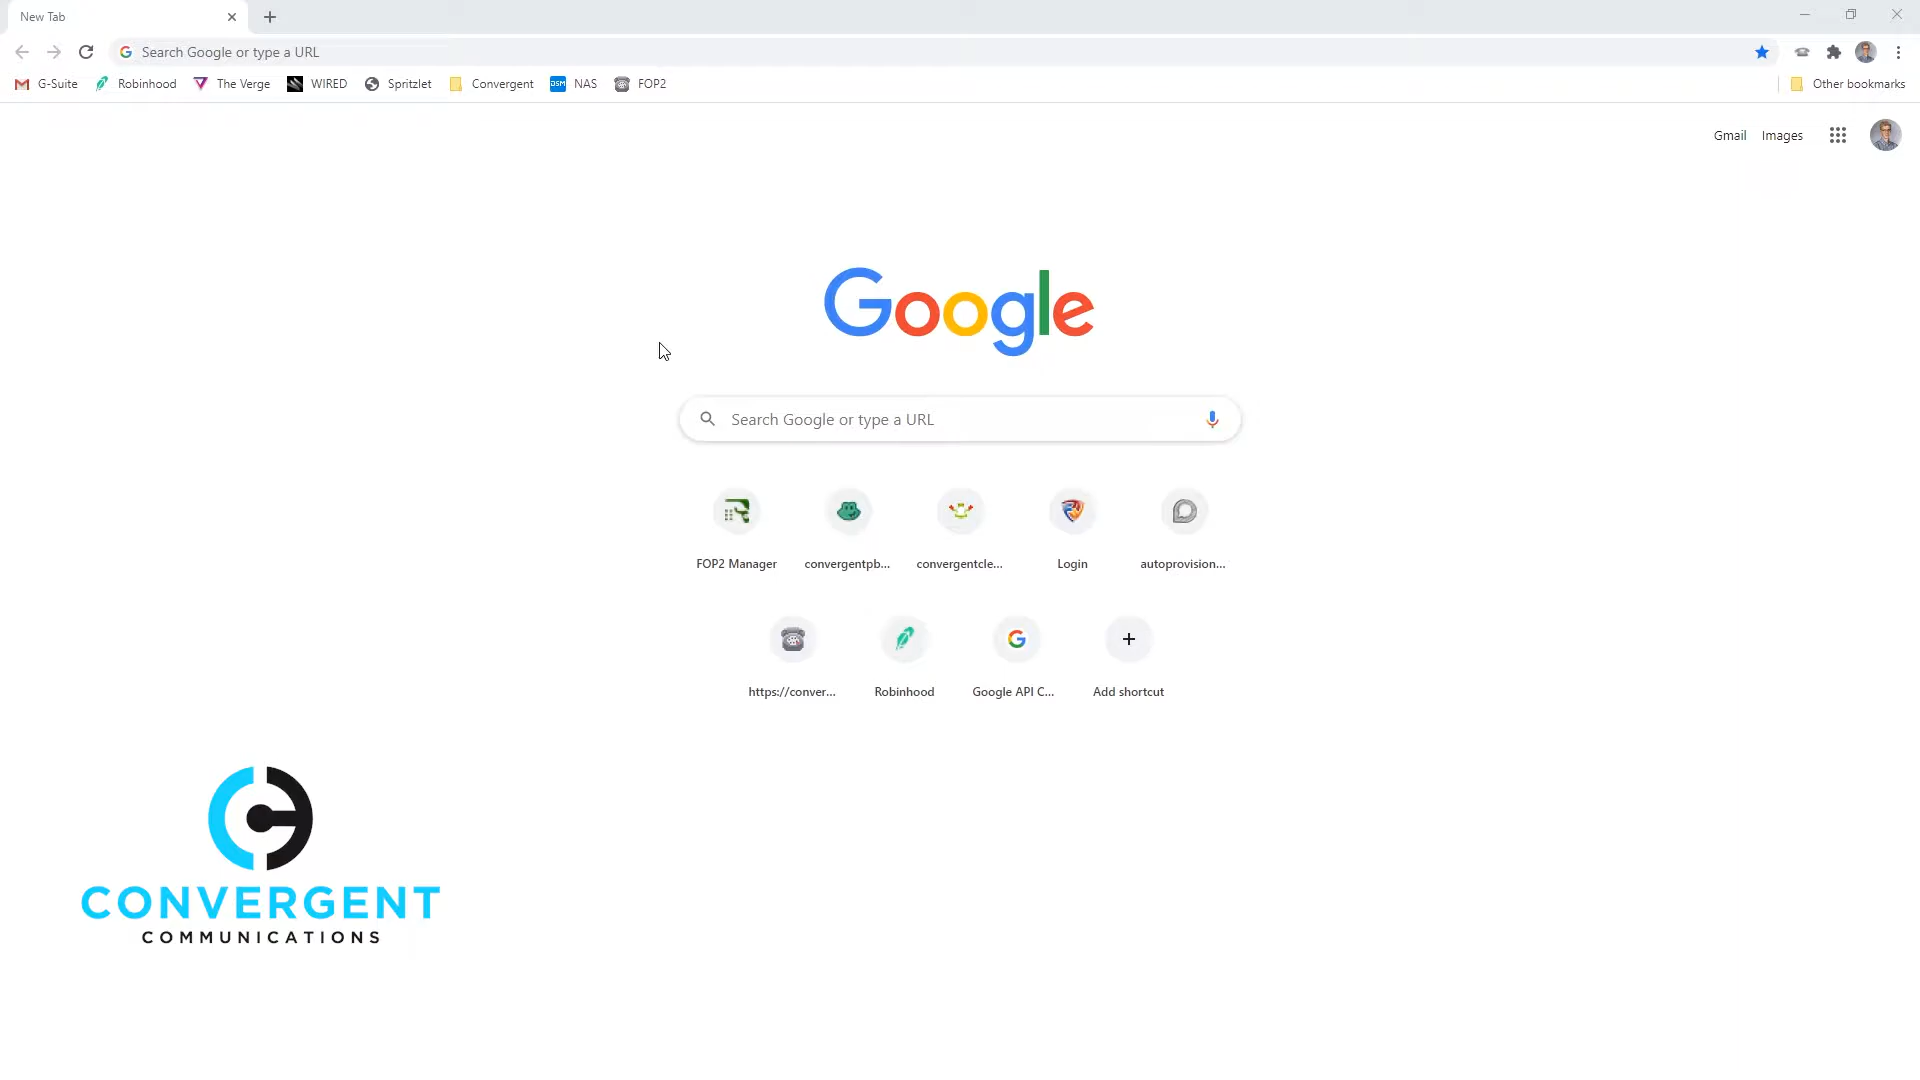 New Tab
Search Google or type a URL
G-Suite Robinhood The Verge WIRED Spritzlet Convergent DSM NAS FOP2 Other bookmarks
Gmail Images
Google
Search Google or type a URL
FOP2 Manager convergentpb... convergentcle... Login autoprovision...
https://conver... Robinhood Google API C... Add shortcut
CONVERGENT
COMMUNICATIONS